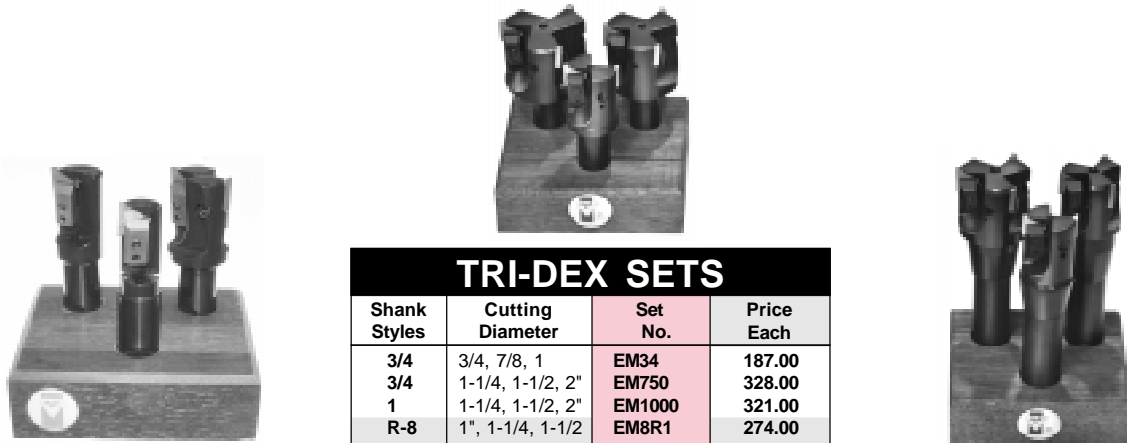 TRI-DEX SETS
Shank Styles Cutting Diameter Set No. Price Each
3/4 3/4, 7/8, 1 EM34 187.00
3/4 1-1/4, 1-1/2, 2" EM750 328.00
1 1-1/4, 1-1/2, 2" EM1000 321.00
R-8 1", 1-1/4, 1-1/2 EM8R1 274.00